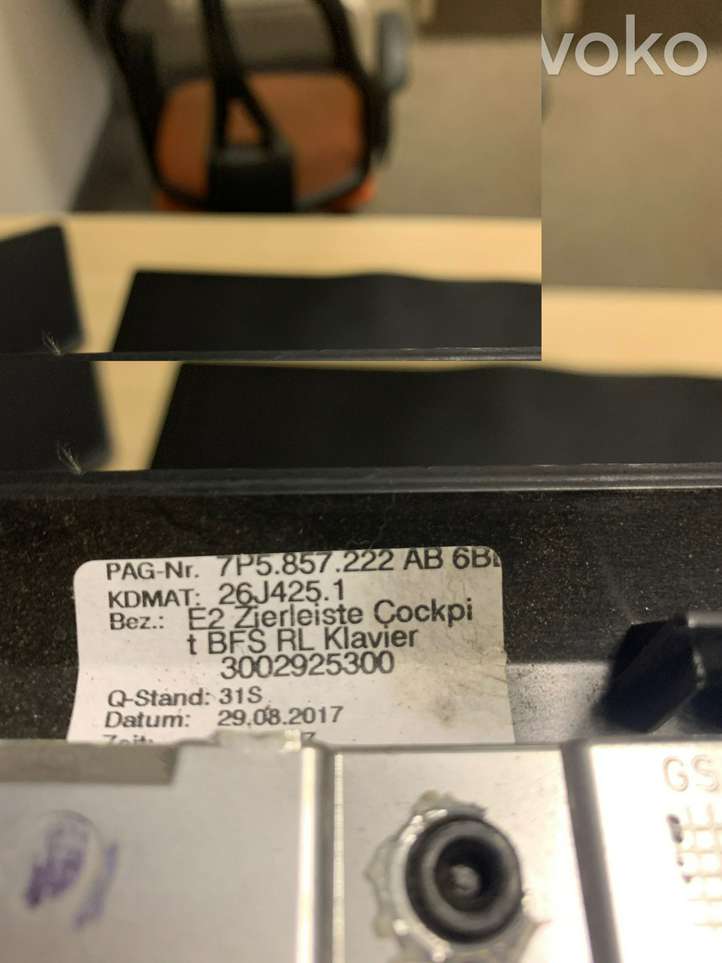 voko
PAG-Nr. 7P5.857.222 AB
KDMAT: 26J425.1
Bez.: E2 Zierleiste Cockpi
t BFS RL Klavier
3002925300
Q-Stand: 31S
Datum: 29.08.2017
GS